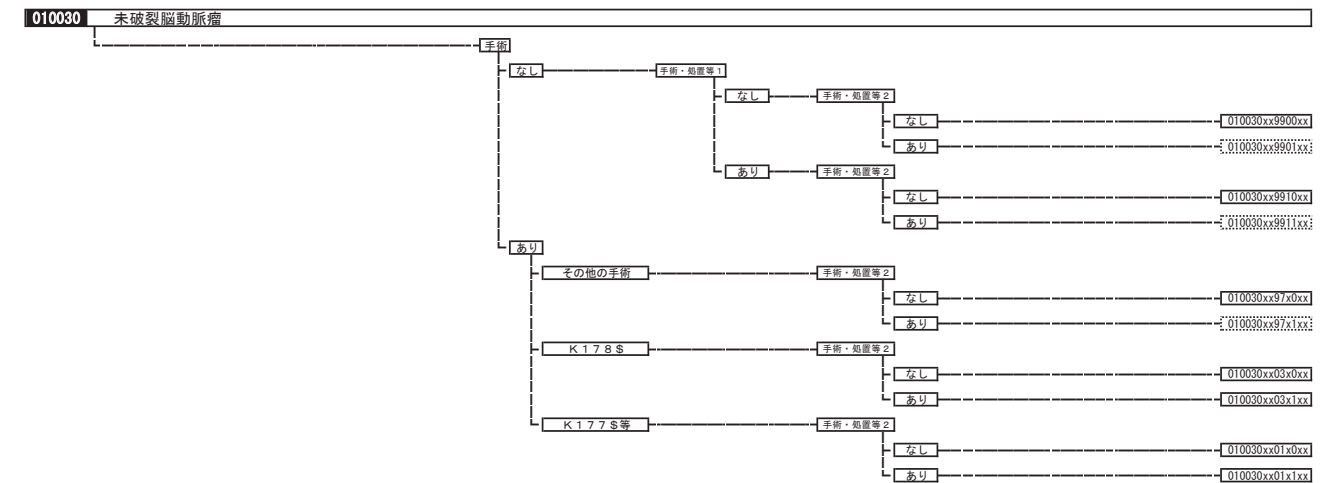 010030 未破裂脳動脈瘤
手術
なし 手術・処置等1
なし 手術・処置等2
なし 010030xx9900xx
あり 010030xx9901xx
あり 手術・処置等2
なし 010030xx9910xx
あり 010030xx9911xx
あり
その他の手術 手術・処置等2
なし 010030xx97x0xx
あり 010030xx97x1xx
K178$ 手術・処置等2
なし 010030xx03x0xx
あり 010030xx03x1xx
K177$等 手術・処置等2
なし 010030xx01x0xx
あり 010030xx01x1xx